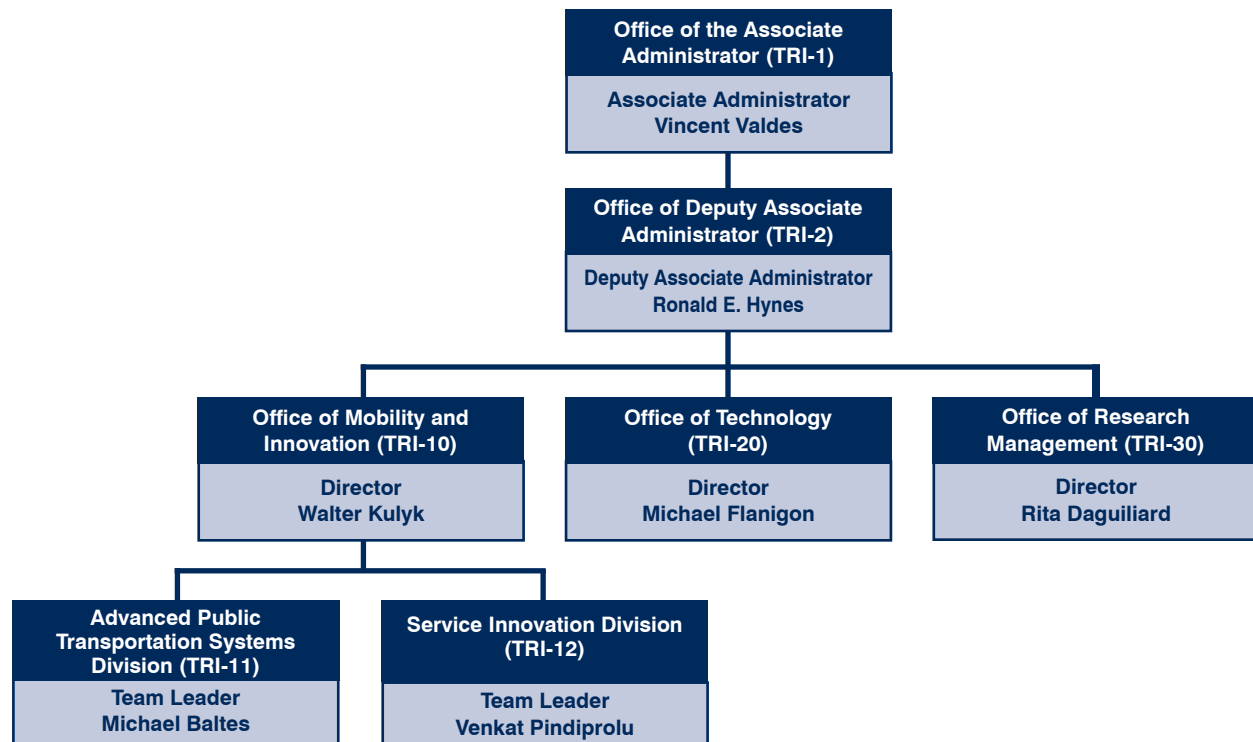 Office of the Associate
Administrator (TRI-1)
Associate Administrator
Vincent Valdes
Office of Deputy Associate
Administrator (TRI-2)
Deputy Associate Administrator
Ronald E. Hynes
Office of Mobility and
Innovation (TRI-10)
Director
Walter Kulyk
Office of Technology
(TRI-20)
Director
Michael Flanigon
Office of Research
Management (TRI-30)
Director
Rita Daguiliard
Advanced Public
Transportation Systems
Division (TRI-11)
Team Leader
Michael Baltes
Service Innovation Division
(TRI-12)
Team Leader
Venkat Pindiprolu